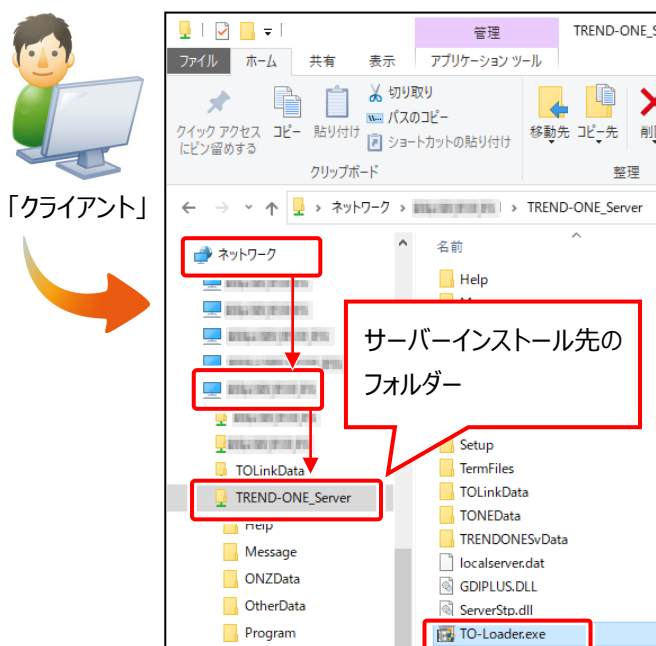 管理
TREND-ONE_S
ファイル ホーム 共有 表示 アプリケーション ツール
クイック アクセス
にピン留めする
コピー
貼り付け
切り取り
パスのコピー
ショートカットの貼り付け
移動先
コピー先
クリップボード
整理
「クライアント」
ネットワーク
TREND-ONE_Server
ネットワーク
TOLinkData
TREND-ONE_Server
Help
Message
ONZData
OtherData
Program
名前
Help
サーバーインストール先の
フォルダー
Setup
TermFiles
TOLinkData
TONEData
TRENDONESvData
localserver.dat
GDIPLUS.DLL
ServerStp.dll
TO-Loader.exe